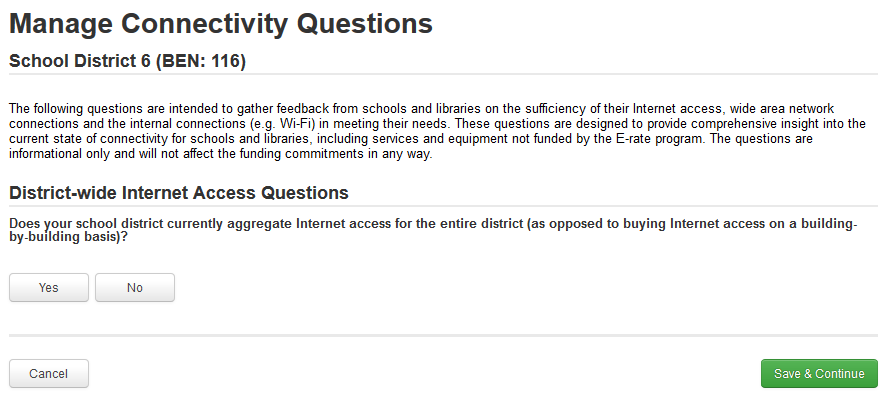 Manage Connectivity Questions
School District 6 (BEN: 116)
The following questions are intended to gather feedback from schools and libraries on the sufficiency of their Internet access, wide area network
connections and the internal connections (e.g. Wi-Fi) in meeting their needs. These questions are designed to provide comprehensive insight into the
current state of connectivity for schools and libraries, including services and equipment not funded by the E-rate program. The questions are
informational only and will not affect the funding commitments in any way.
District-wide Internet Access Questions
Does your school district currently aggregate Internet access for the entire district (as opposed to buying Internet access on a building-
by-building basis)?
Yes No
Cancel Save & Continue